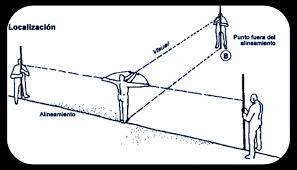 Localización
Visual
Punto fuera del
alineamiento
B
Alineamiento